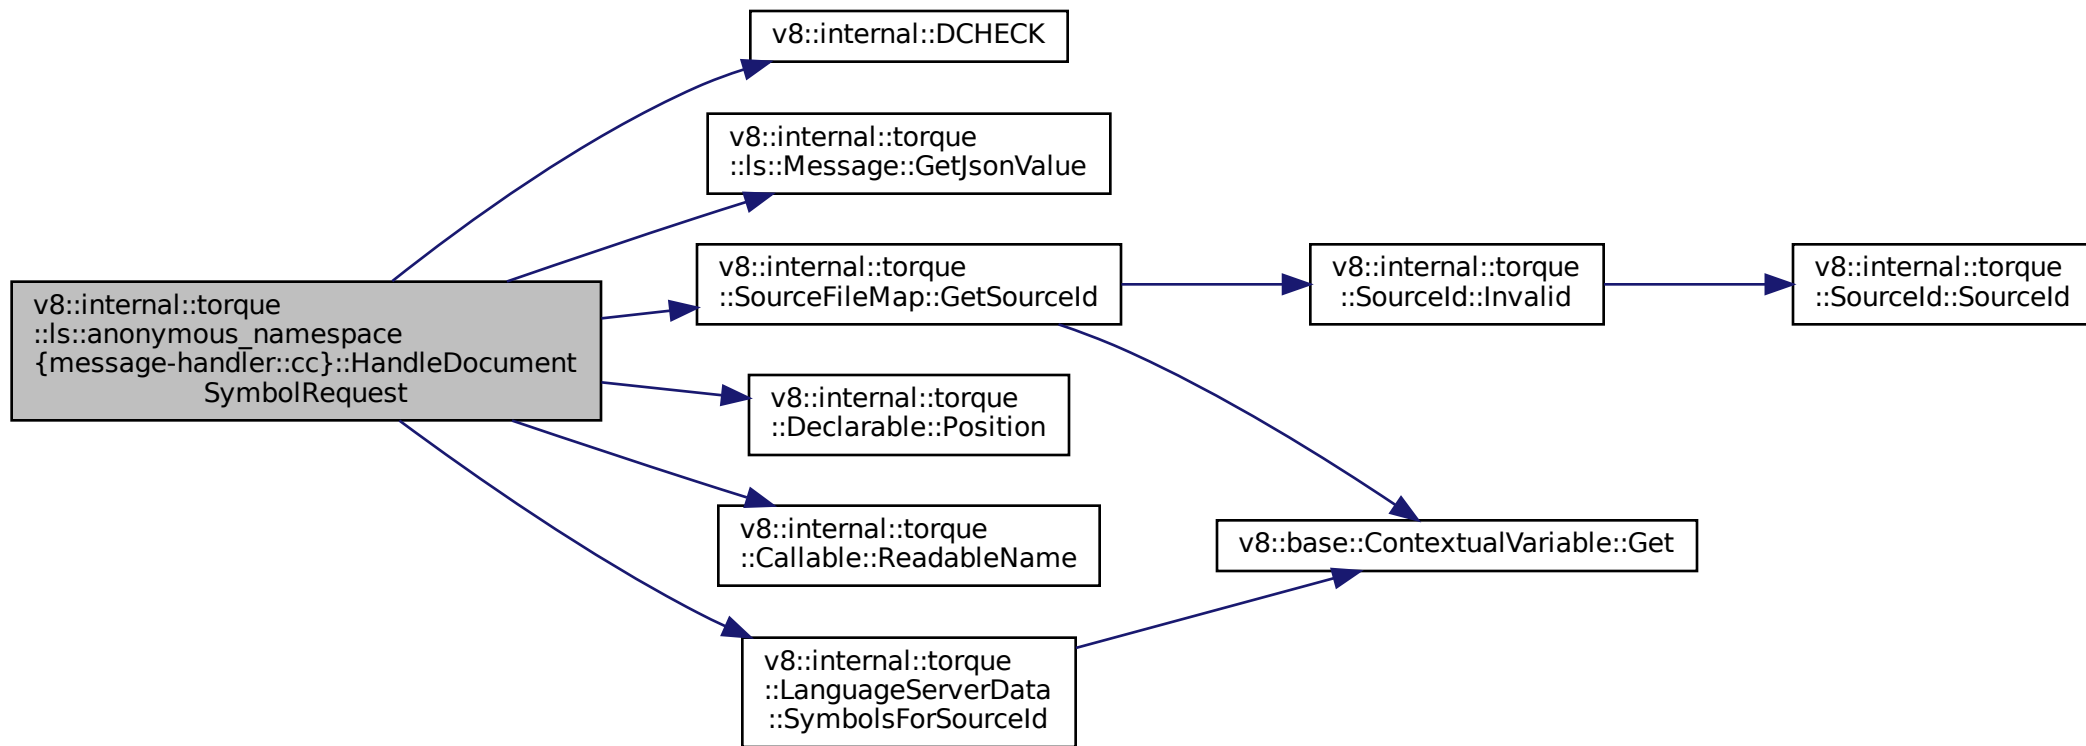 v8::internal::torque
::ls::anonymous_namespace
{message-handler::cc}::HandleDocument
SymbolRequest
v8::internal::DCHECK
v8::internal::torque
::ls::Message::GetJsonValue
v8::internal::torque
::SourceFileMap::GetSourceId
v8::internal::torque
::SourceId::Invalid
v8::internal::torque
::SourceId::SourceId
v8::internal::torque
::Declarable::Position
v8::internal::torque
::Callable::ReadableName
v8::base::ContextualVariable::Get
v8::internal::torque
::LanguageServerData
::SymbolsForSourceId